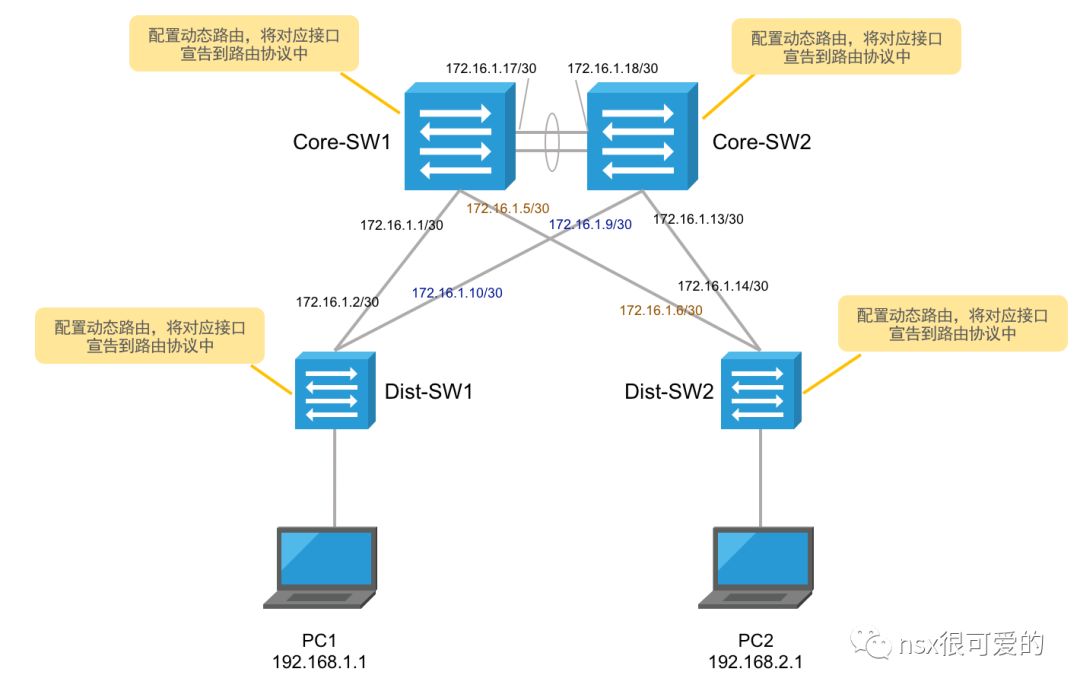 配置动态路由，将对应接口
宣告到路由协议中
配置动态路由，将对应接口
宣告到路由协议中
172.16.1.17/30
172.16.1.18/30
Core-SW1
Core-SW2
172.16.1.5/30
172.16.1.1/30
172.16.1.9/30
172.16.1.13/30
172.16.1.2/30
172.16.1.10/30
172.16.1.14/30
172.16.1.6/30
配置动态路由，将对应接口
宣告到路由协议中
配置动态路由，将对应接口
宣告到路由协议中
Dist-SW1
Dist-SW2
PC1
192.168.1.1
PC2
192.168.2.1
nsx很可爱的